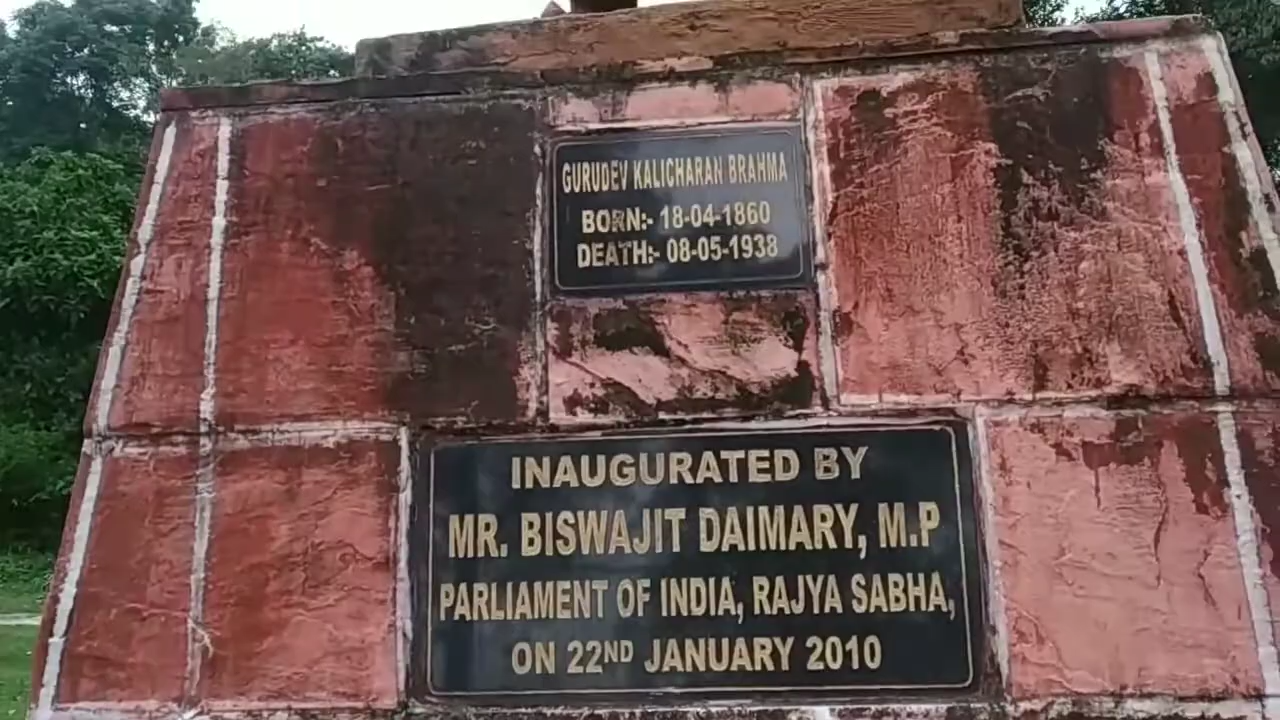 GURUDEV KALICHARAN BRAHMA
BORN:- 18-04-1860
DEATH:- 08-05-1938
INAUGURATED BY
MR. BISWAJIT DAIMARY, M.P
PARLIAMENT OF INDIA, RAJYA SABHA,
ON 22ND JANUARY 2010